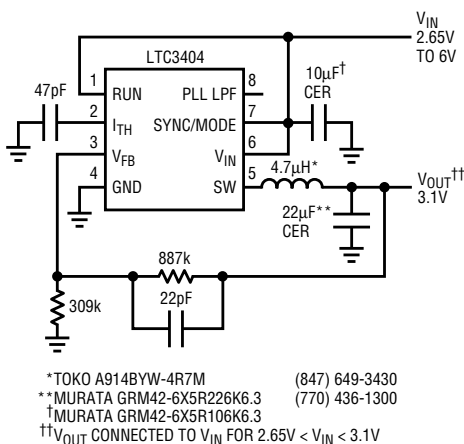 VIN
2.65V
TO 6V
LTC3404
10µF†
CER
47pF
1
RUN
PLL LPF
8
2
ITH
SYNC/MODE
7
3
VFB
VIN
6
4
GND
SW
5
4.7µH*
VOUT††
3.1V
22µF**
CER
887k
22pF
309k
*TOKO A914BYW-4R7M (847) 649-3430
**MURATA GRM42-6X5R226K6.3 (770) 436-1300
†MURATA GRM42-6X5R106K6.3
††VOUT CONNECTED TO VIN FOR 2.65V < VIN < 3.1V